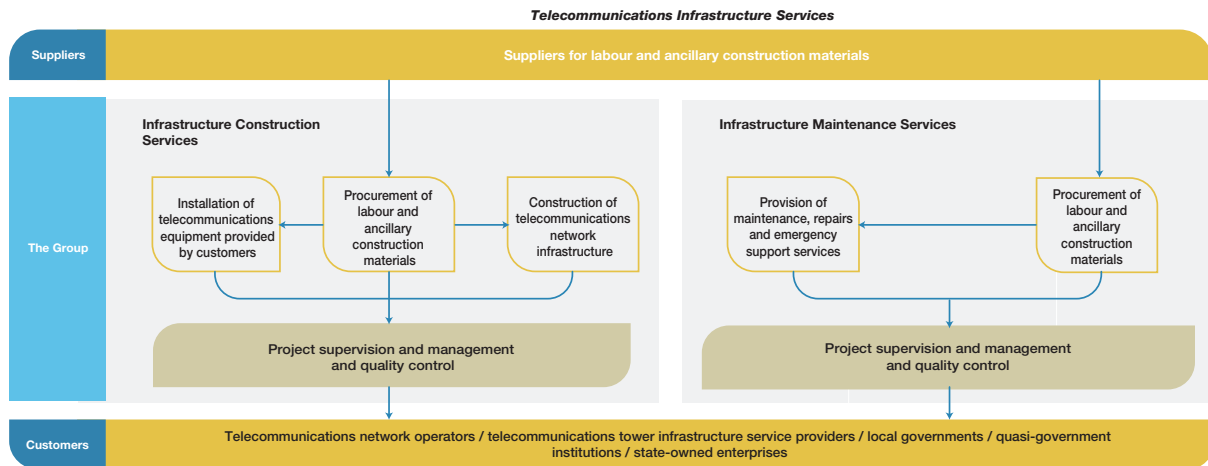 Telecommunications Infrastructure Services
Suppliers
Suppliers for labour and ancillary construction materials
The Group
Infrastructure Construction
Services
Installation of
telecommunications
equipment provided
by customers
Procurement of
labour and
ancillary
construction
materials
Construction of
telecommunications
network
infrastructure
Project supervision and management
and quality control
Infrastructure Maintenance Services
Provision of
maintenance, repairs
and emergency
support services
Procurement of
labour and
ancillary
construction
materials
Project supervision and management
and quality control
Customers
Telecommunications network operators / telecommunications tower infrastructure service providers / local governments / quasi-government
institutions / state-owned enterprises